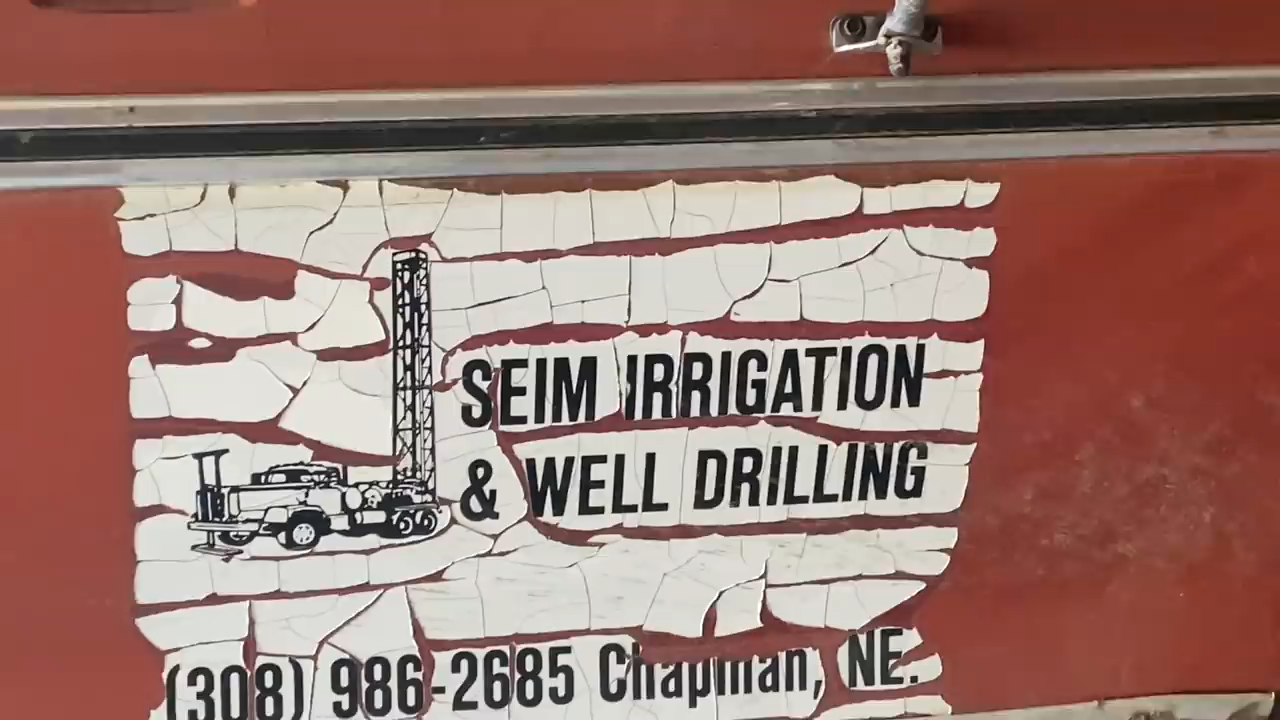 SEIM IRRIGATION
& WELL DRILLING
(308) 986-2685 Chapman, NE.